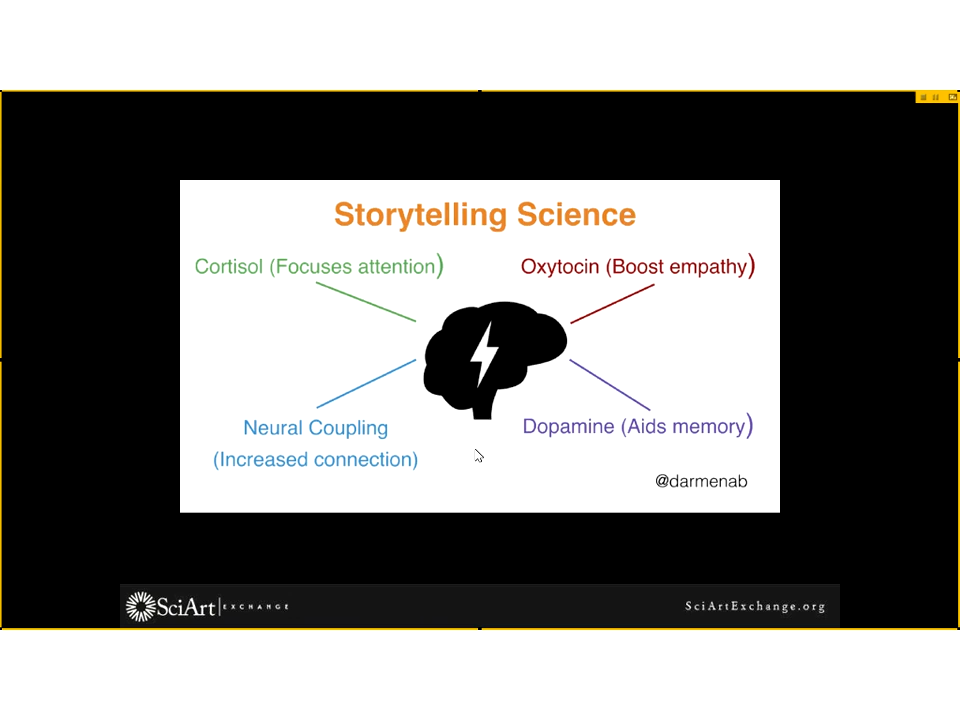 Storytelling Science
Cortisol (Focuses attention)
Oxytocin (Boost empathy)
Neural Coupling
(Increased connection)
Dopamine (Aids memory)
@darmenab
SciArt EXCHANGE
SciArtExchange.org